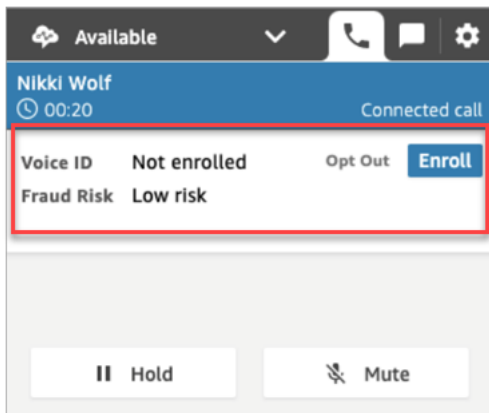 Available
Nikki Wolf
00:20 Connected call
Voice ID Not enrolled Opt Out Enroll
Fraud Risk Low risk
Hold Mute